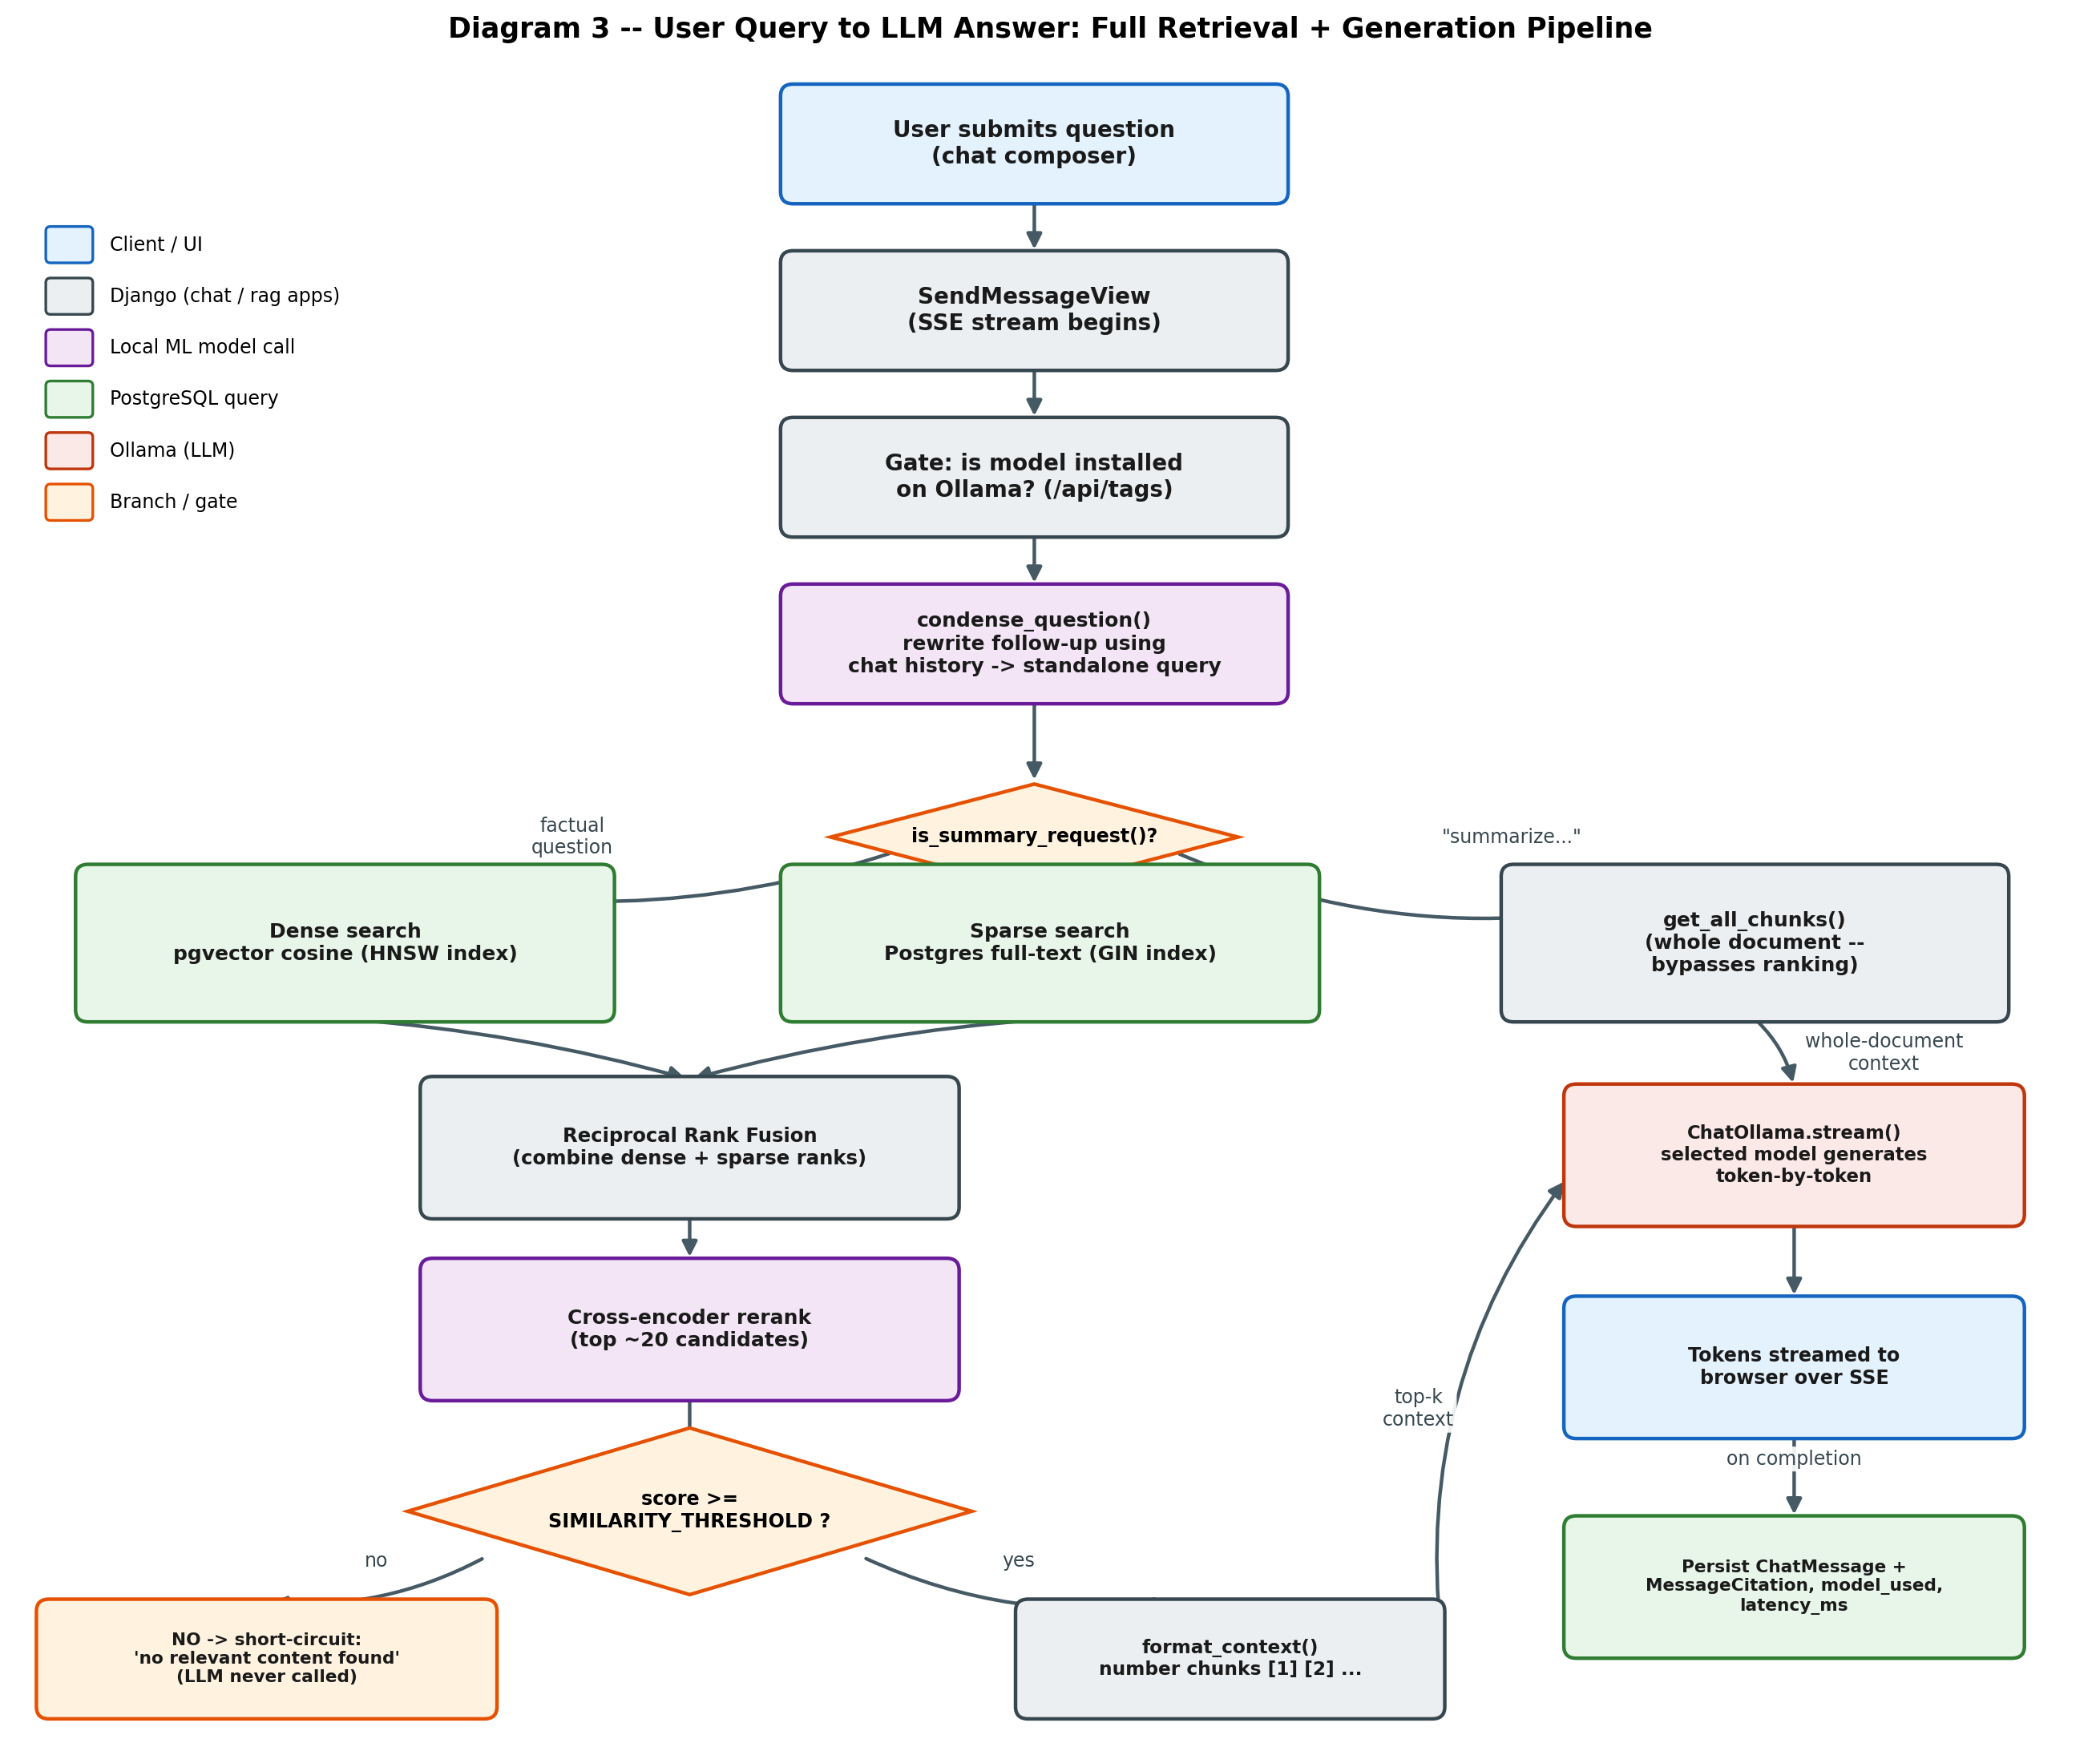 Diagram 3 -- User Query to LLM Answer: Full Retrieval + Generation Pipeline
User submits question
(chat composer)
Client / UI
Django (chat / rag apps)
Local ML model call
PostgreSQL query
Ollama (LLM)
Branch / gate
SendMessageView
(SSE stream begins)
Gate: is model installed
on Ollama? (/api/tags)
condense_question()
rewrite follow-up using
chat history -> standalone query
is_summary_request()?
factual
question
"summarize..."
Dense search
pgvector cosine (HNSW index)
Sparse search
Postgres full-text (GIN index)
get_all_chunks()
(whole document --
bypasses ranking)
whole-document
context
Reciprocal Rank Fusion
(combine dense + sparse ranks)
ChatOllama.stream()
selected model generates
token-by-token
Cross-encoder rerank
(top ~20 candidates)
Tokens streamed to
browser over SSE
top-k
context
on completion
score >=
SIMILARITY_THRESHOLD ?
no
yes
Persist ChatMessage +
MessageCitation, model_used,
latency_ms
NO -> short-circuit:
'no relevant content found'
(LLM never called)
format_context()
number chunks [1] [2] ...